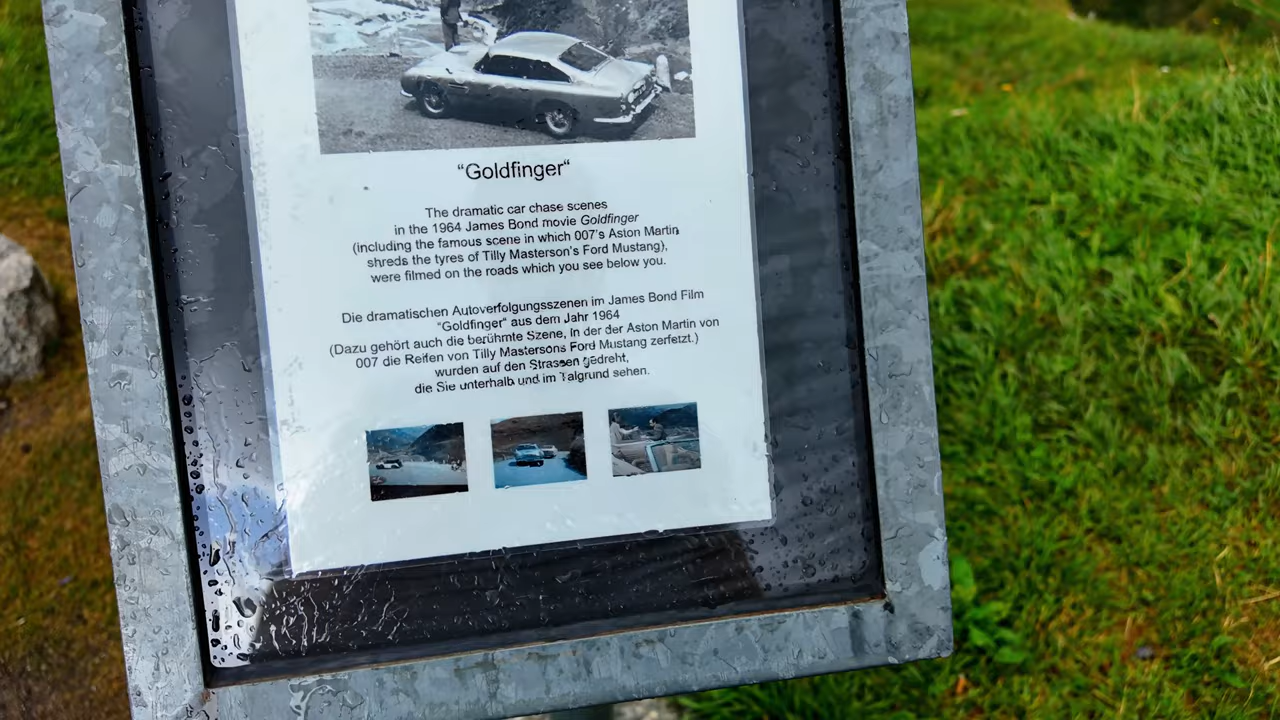 “Goldfinger“
The dramatic car chase scenes
in the 1964 James Bond movie Goldfinger
(including the famous scene in which 007's Aston Martin
shreds the tyres of Tilly Masterson's Ford Mustang),
were filmed on the roads which you see below you.
Die dramatischen Autoverfolgungsszenen im James Bond Film
"Goldfinger" aus dem Jahr 1964
(Dazu gehört auch die berühmte Szene, in der der Aston Martin von
007 die Reifen von Tilly Mastersons Ford Mustang zerfetzt.)
wurden auf den Strassen gedreht,
die Sie unterhalb und im Talgrund sehen.